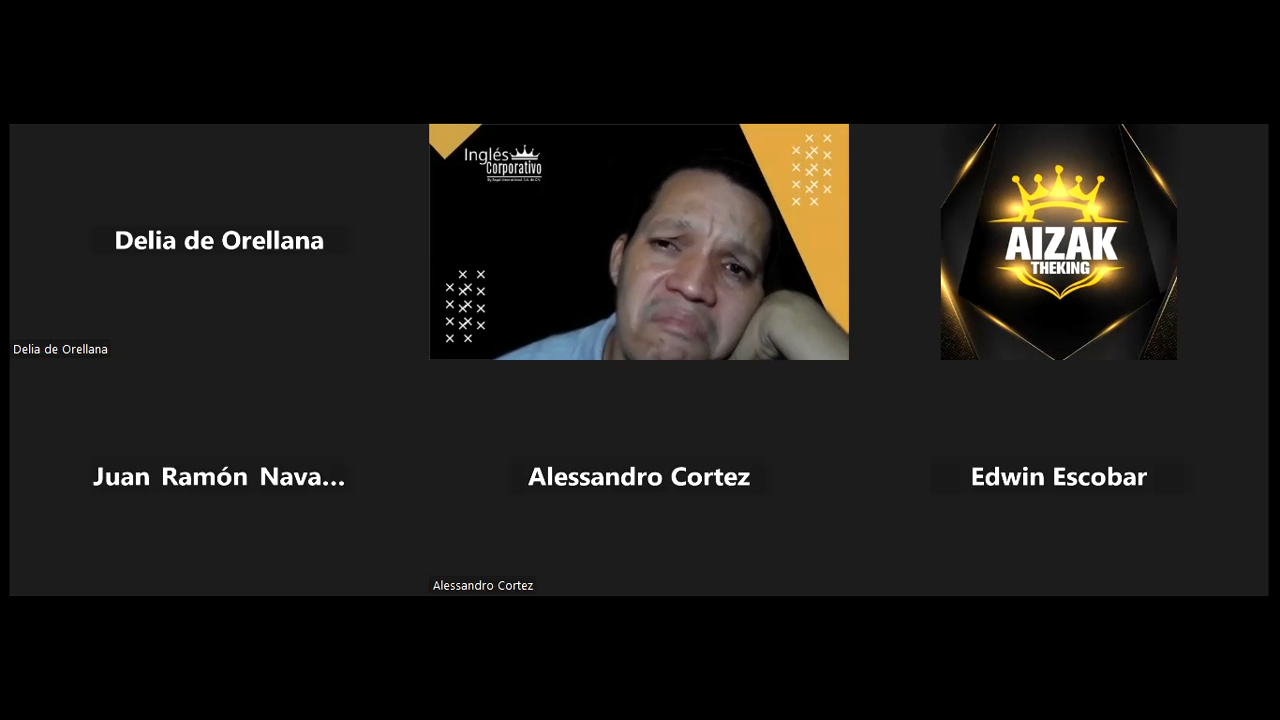 Delia de Orellana
Delia de Orellana
Inglés
Corporativo
AIZAK
THEKING
Juan Ramón Nava...
Alessandro Cortez
Edwin Escobar
Alessandro Cortez